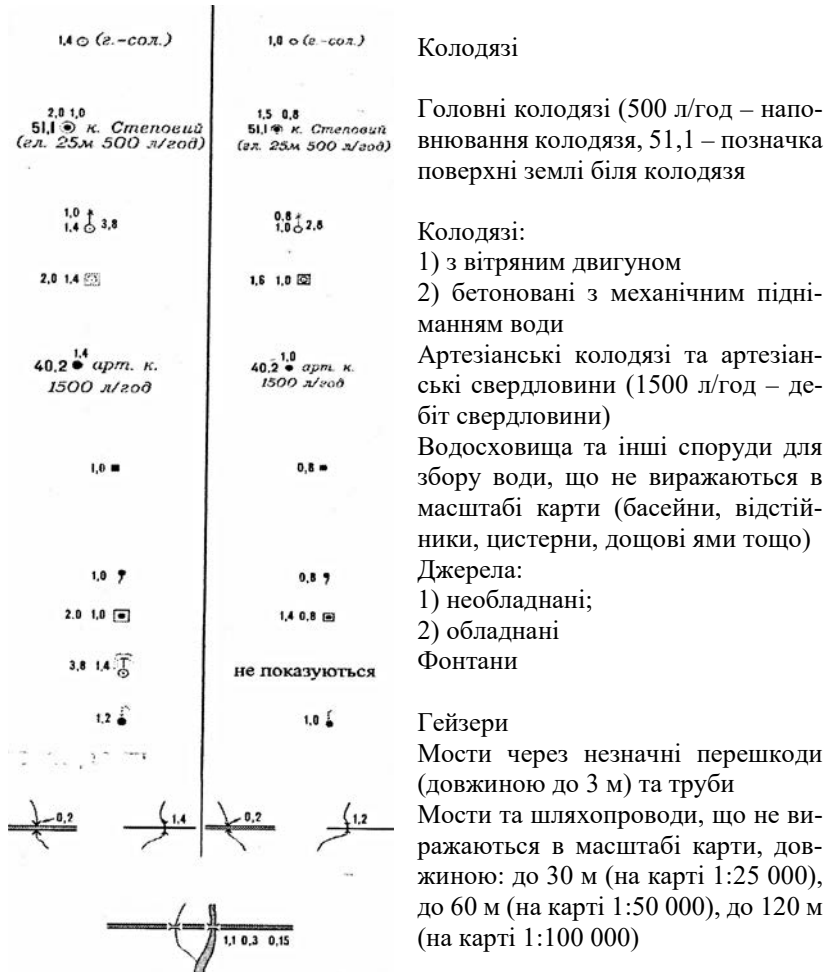 1,4 (г.-сол.)
1,0 (г.-сол.)
Колодязі
2,0 1,0
51,1 к. Степовий
(гл. 25м 500 л/год)
1,5 0,8
51,1 к. Степовий
(гл. 25м 500 л/год)
Головні колодязі (500 л/год – напо-
внювання колодязя, 51,1 – позначка
поверхні землі біля колодязя
1,0
1,4 3,8
0,8
1,0 2,8
Колодязі:
1) з вітряним двигуном
2,0 1,4
1,6 1,0
2) бетоновані з механічним підні-
манням води
1,4
40,2 арт. к.
1500 л/год
1,0
40,2 арт. к.
1500 л/год
Артезіанські колодязі та артезіан-
ські свердловини (1500 л/год – де-
біт свердловини)
1,0
0,8
Водосховища та інші споруди для
збору води, що не виражаються в
масштабі карти (басейни, відстій-
ники, цистерни, дощові ями тощо)
Джерела:
1,0
0,8
1) необладнані;
2.0 1,0
1,4 0,8
2) обладнані
3,8 1,4
не показуються
Фонтани
1,2
1,0
Гейзери
Мости через незначні перешкоди
(довжиною до 3 м) та труби
0,2
1,4
0,2
1,2
Мости та шляхопроводи, що не ви-
ражаються в масштабі карти, дов-
жиною: до 30 м (на карті 1:25 000),
до 60 м (на карті 1:50 000), до 120 м
(на карті 1:100 000)
1,1 0,3 0,15